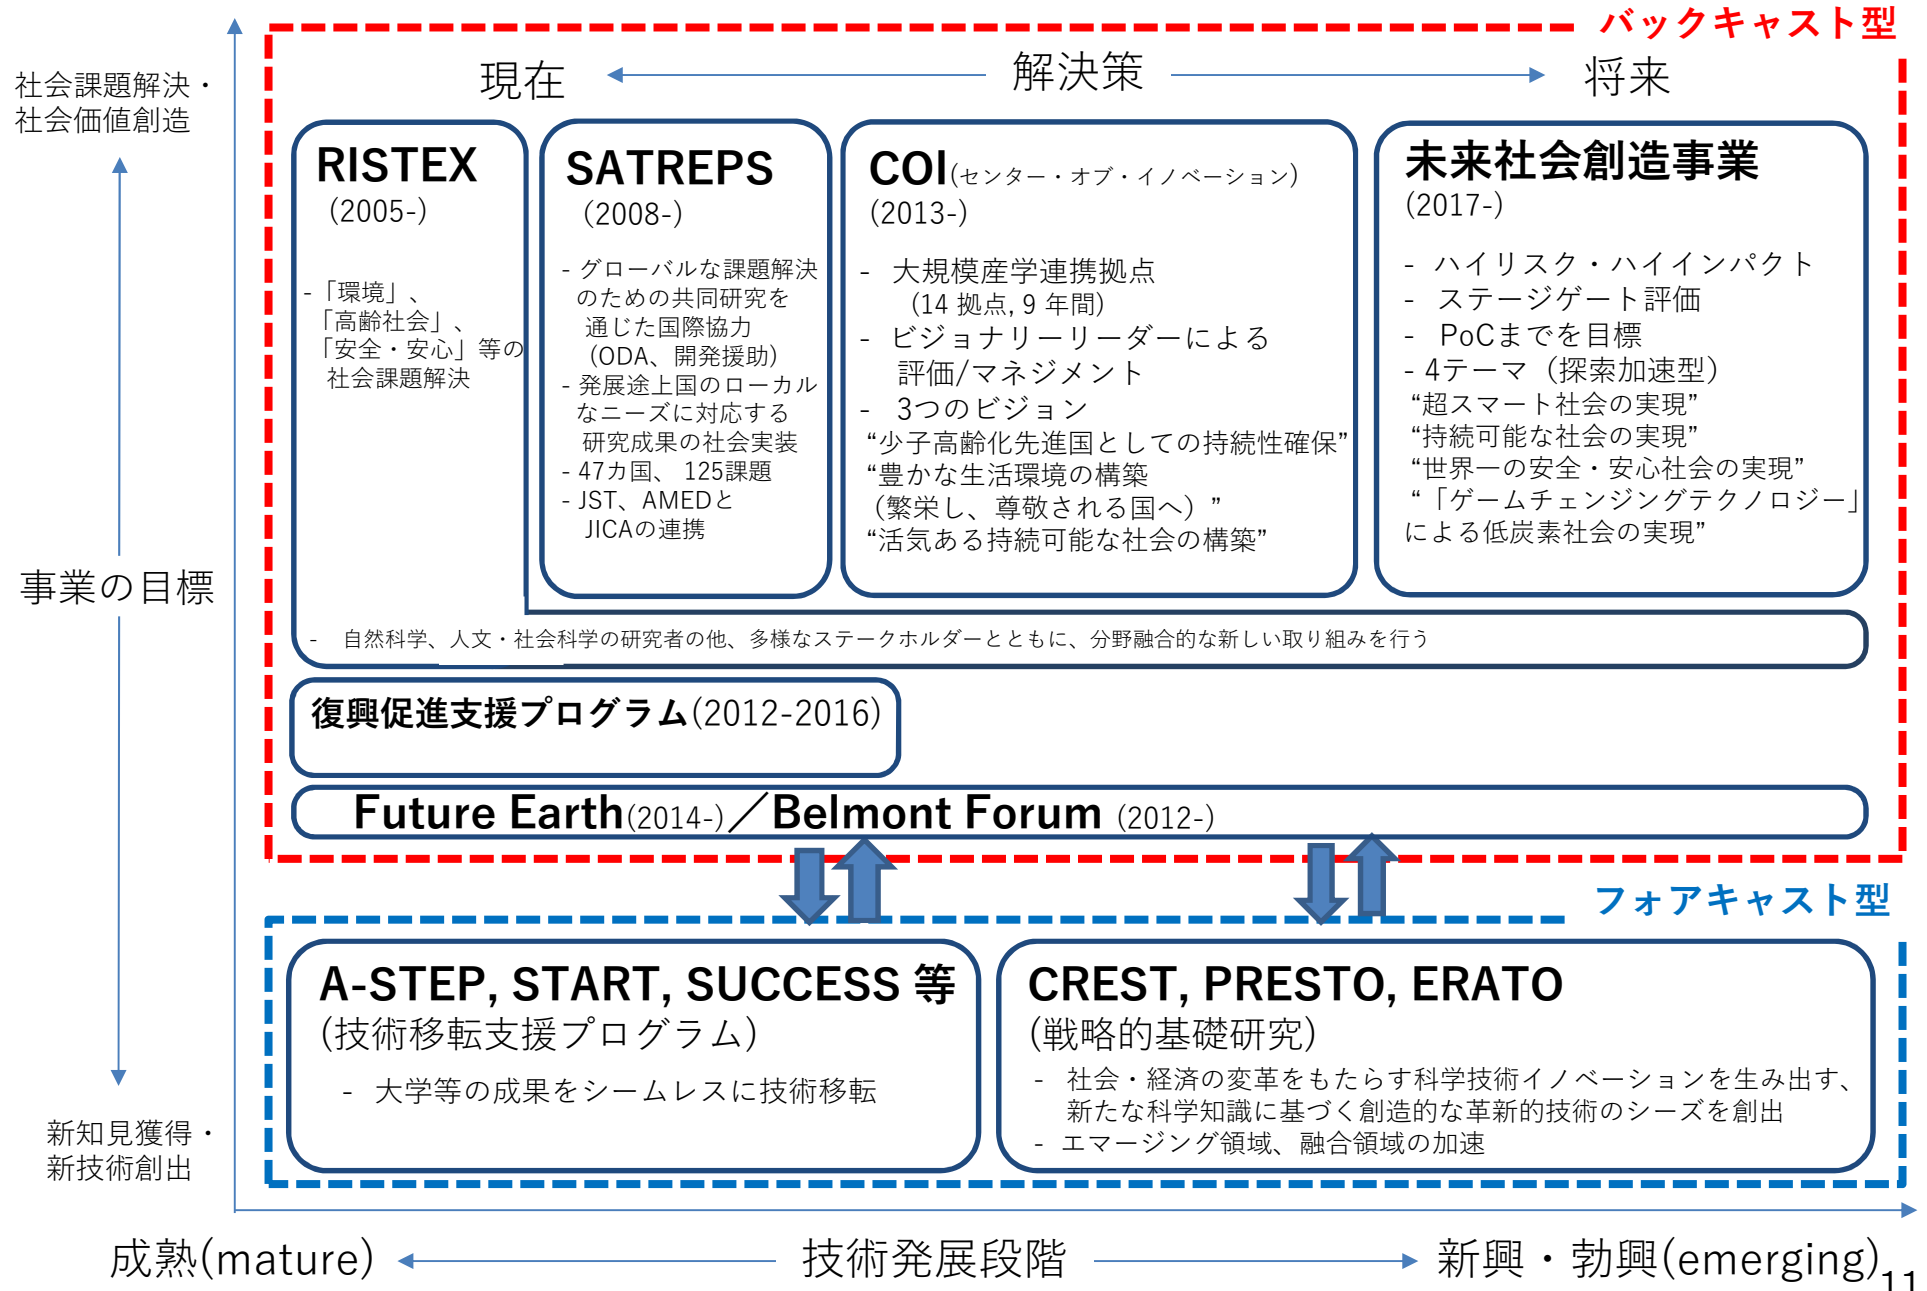 バックキャスト型
現在
解決策
将来
社会課題解決・
社会価値創造
事業の目標
新知見獲得・
新技術創出
RISTEX
(2005-)
-「環境」、
「高齢社会」、
「安全・安心」等の
社会課題解決
SATREPS
(2008-)
- グローバルな課題解決
のための共同研究を
通じた国際協力
(ODA、開発援助)
- 発展途上国のローカル
なニーズに対応する
研究成果の社会実装
- 47カ国、 125課題
- JST、AMEDと
JICAの連携
COI(センター・オブ・イノベーション)
(2013-)
- 大規模産学連携拠点
(14 拠点, 9 年間)
- ビジョナリーリーダーによる
評価/マネジメント
- 3つのビジョン
“少子高齢化先進国としての持続性確保”
“豊かな生活環境の構築
（繁栄し、尊敬される国へ）”
“活気ある持続可能な社会の構築”
未来社会創造事業
(2017-)
- ハイリスク・ハイインパクト
- ステージゲート評価
- PoCまでを目標
- 4テーマ（探索加速型）
“超スマート社会の実現”
“持続可能な社会の実現”
“世界一の安全・安心社会の実現”
“「ゲームチェンジングテクノロジー」
による低炭素社会の実現”
- 自然科学、人文・社会科学の研究者の他、多様なステークホルダーとともに、分野融合的な新しい取り組みを行う
復興促進支援プログラム(2012-2016)
Future Earth(2014-)／Belmont Forum (2012-)
フォアキャスト型
A-STEP, START, SUCCESS 等
(技術移転支援プログラム)
- 大学等の成果をシームレスに技術移転
CREST, PRESTO, ERATO
(戦略的基礎研究)
- 社会・経済の変革をもたらす科学技術イノベーションを生み出す、
新たな科学知識に基づく創造的な革新的技術のシーズを創出
- エマージング領域、融合領域の加速
成熟(mature)
技術発展段階
新興・勃興(emerging)
11